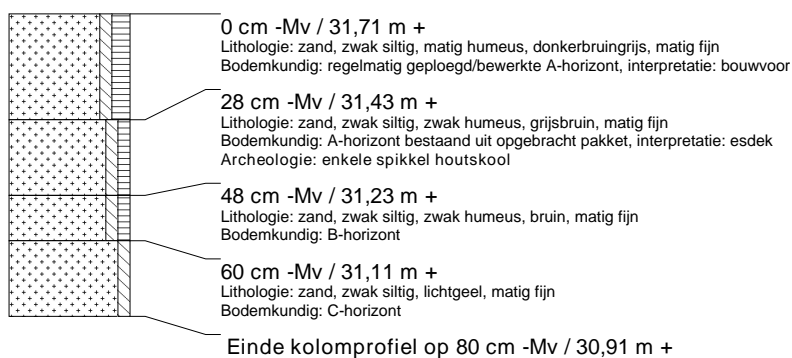 0 cm -Mv / 31,71 m +
Lithologie: zand, zwak siltig, matig humeus, donkerbruingrijs, matig fijn
Bodemkundig: regelmatig geploegd/bewerkte A-horizont, interpretatie: bouwvoor
28 cm -Mv / 31,43 m +
Lithologie: zand, zwak siltig, zwak humeus, grijsbruin, matig fijn
Bodemkundig: A-horizont bestaand uit opgebracht pakket, interpretatie: esdek
Archeologie: enkele spikkel houtskool
48 cm -Mv / 31,23 m +
Lithologie: zand, zwak siltig, zwak humeus, bruin, matig fijn
Bodemkundig: B-horizont
60 cm -Mv / 31,11 m +
Lithologie: zand, zwak siltig, lichtgeel, matig fijn
Bodemkundig: C-horizont
Einde kolomprofiel op 80 cm -Mv / 30,91 m +